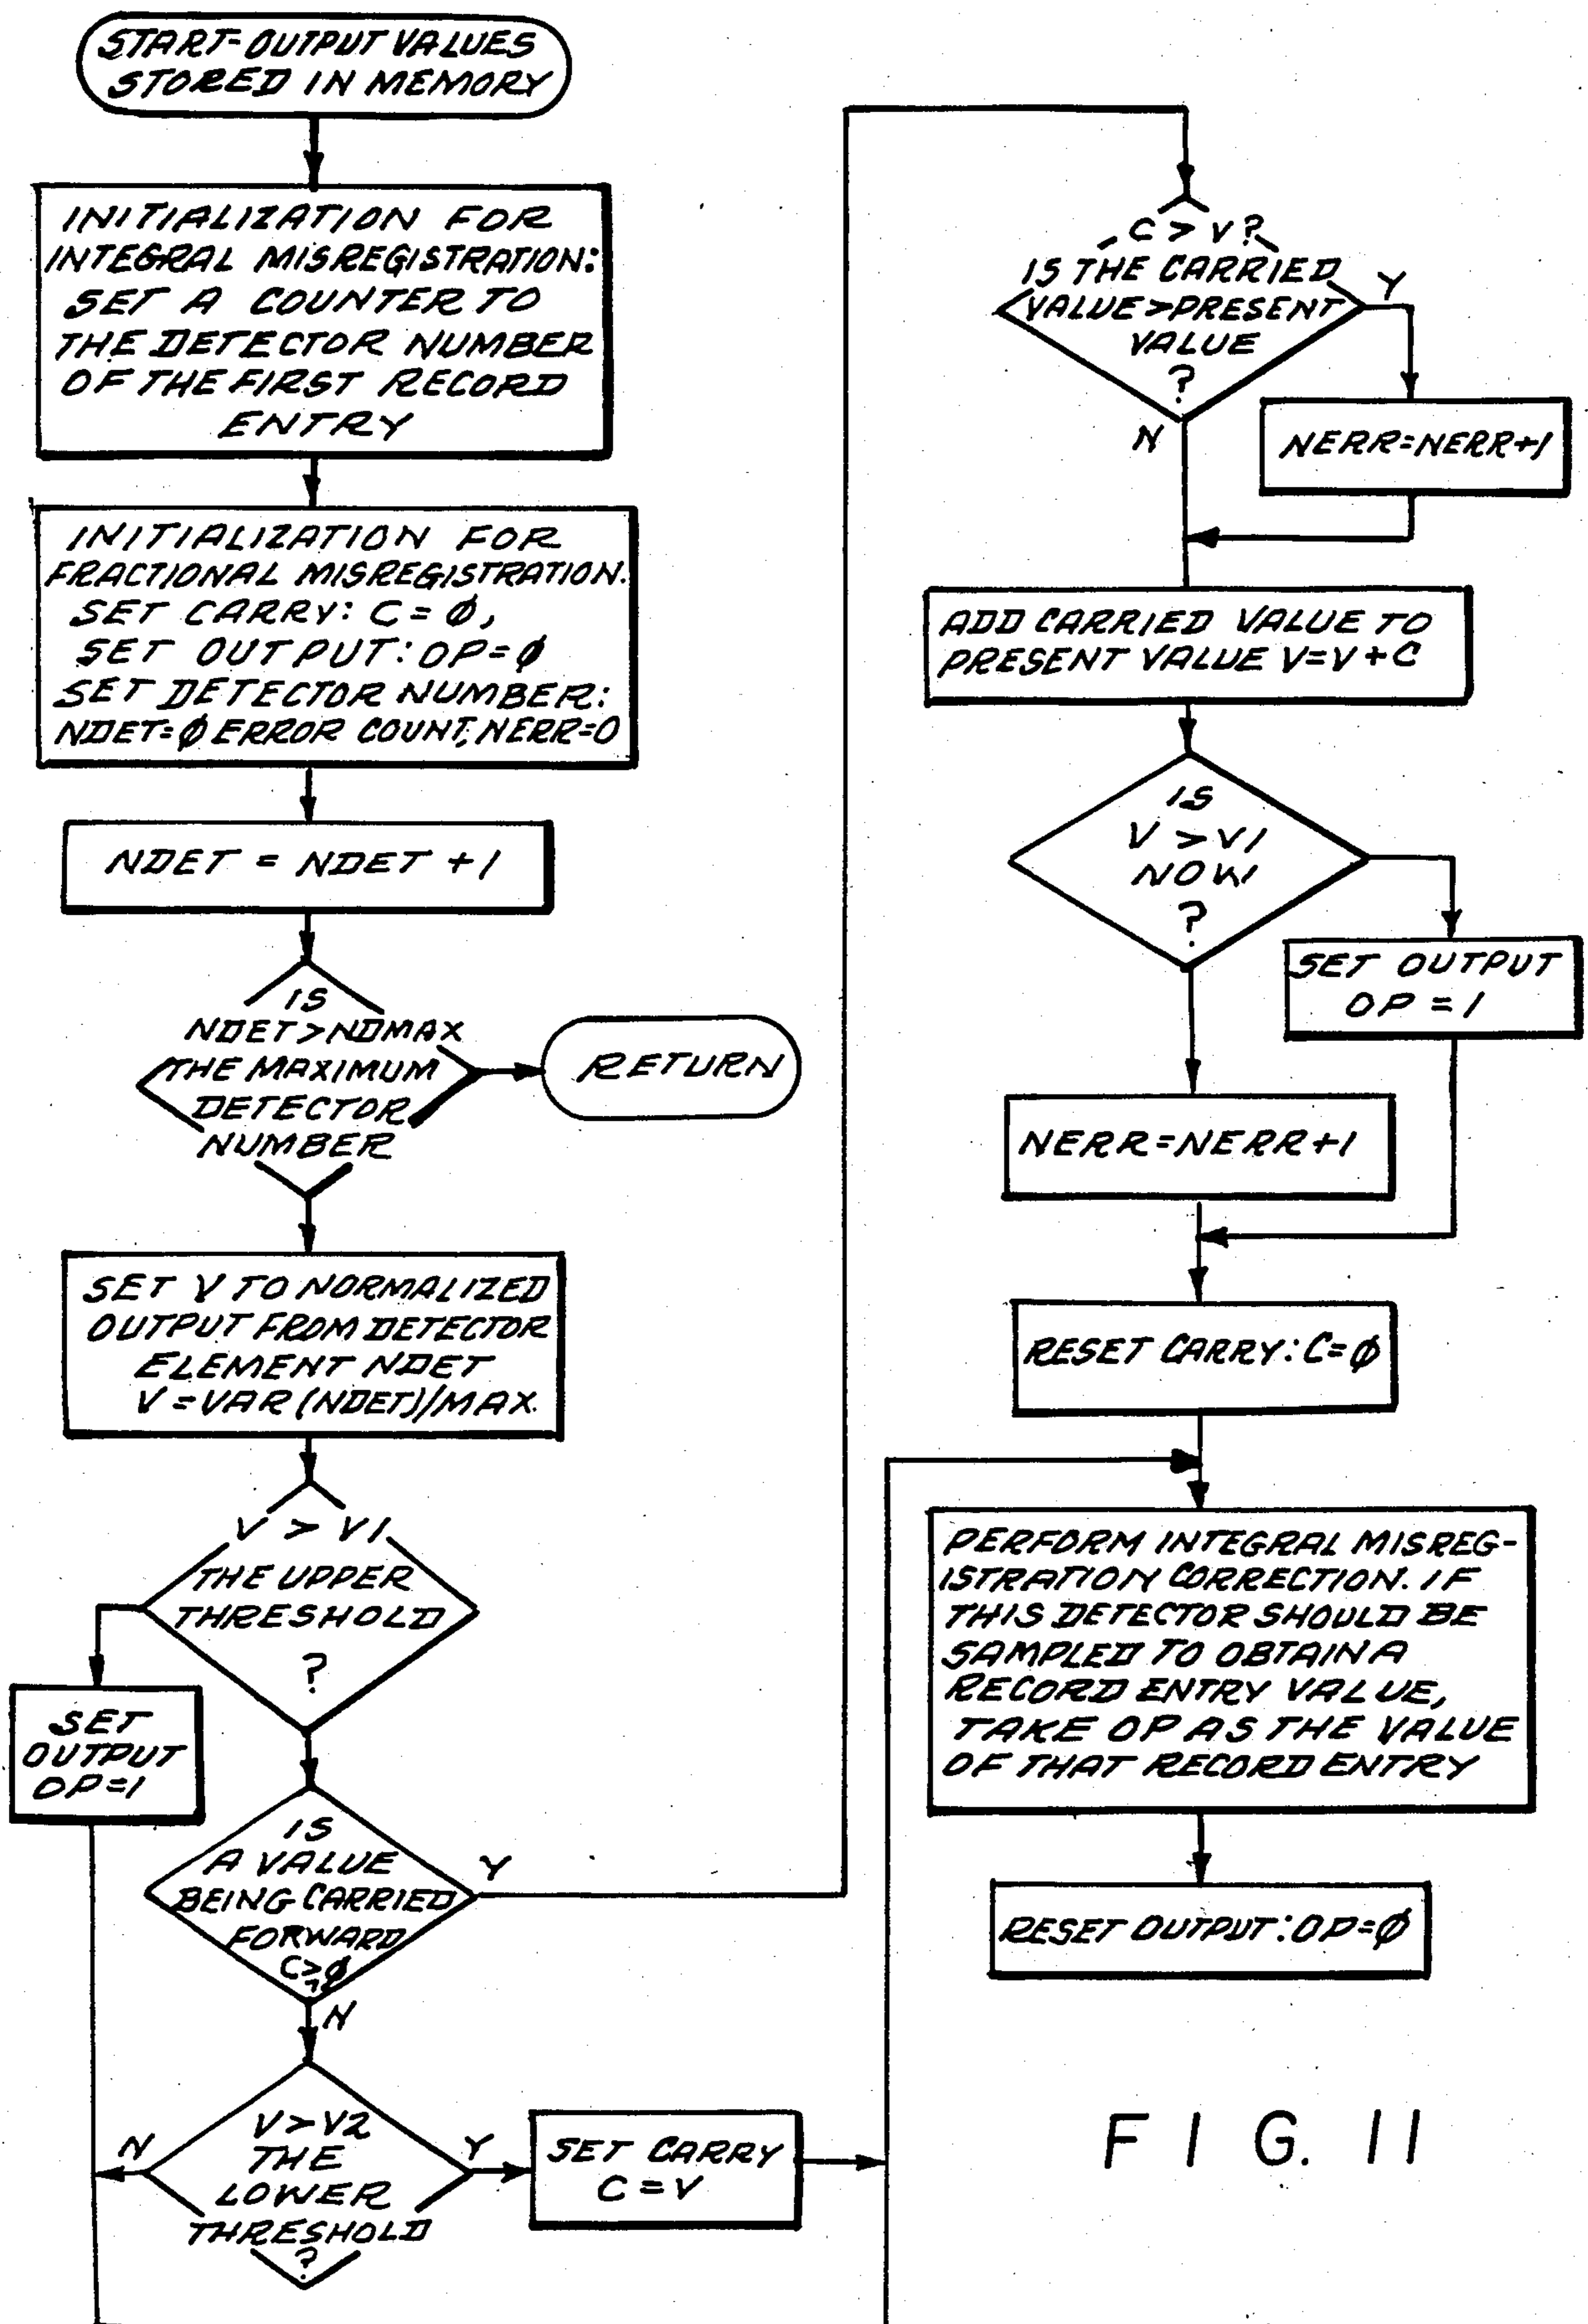 START=OUTPUT VALUES
STORED IN MEMORY
INITIALIZATION FOR
INTEGRAL MISREGISTRATION:
SET A COUNTER TO
THE DETECTOR NUMBER
OF THE FIRST RECORD
ENTRY
INITIALIZATION FOR
FRACTIONAL MISREGISTRATION.
SET CARRY: C = ∅,
SET OUTPUT: OP=∅
SET DETECTOR NUMBER:
NDET=∅ ERROR COUNT, NERR=0
NDET = NDET +1
IS
NDET>NDMAX
THE MAXIMUM
DETECTOR
NUMBER
RETURN
SET V TO NORMALIZED
OUTPUT FROM DETECTOR
ELEMENT NDET
V=VAR(NDET)/MAX.
V > V1
THE UPPER
THRESHOLD
?
SET
OUTPUT
OP=1
IS
A VALUE
BEING CARRIED
FORWARD
C>∅
?
Y
N
V>V2
THE
LOWER
THRESHOLD
?
N
Y
SET CARRY
C = V
C > V?
IS THE CARRIED
VALUE>PRESENT
VALUE
?
Y
N
NERR=NERR+1
ADD CARRIED VALUE TO
PRESENT VALUE V=V+C
IS
V > V1
NOW
?
SET OUTPUT
OP = 1
NERR=NERR+1
RESET CARRY: C=∅
PERFORM INTEGRAL MISREG-
ISTRATION CORRECTION. IF
THIS DETECTOR SHOULD BE
SAMPLED TO OBTAIN A
RECORD ENTRY VALUE,
TAKE OP AS THE VALUE
OF THAT RECORD ENTRY
RESET OUTPUT: OP=∅
FIG. 11